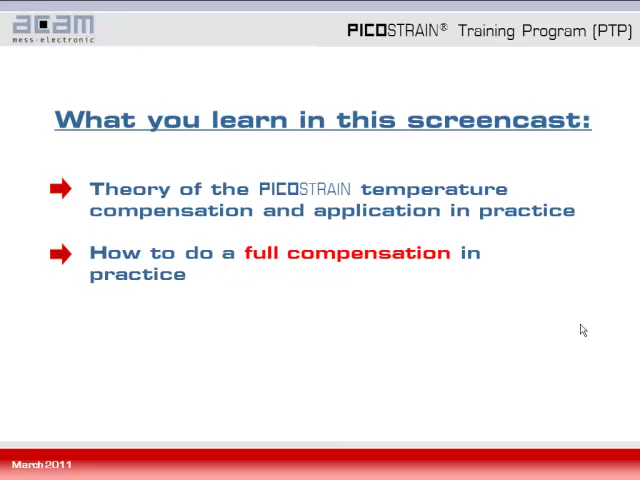 acam
mess-electronic
PICOSTRAIN® Training Program (PTP)
What you learn in this screencast:
Theory of the PICOSTRAIN temperature
compensation and application in practice
How to do a full compensation in
practice
March 2011